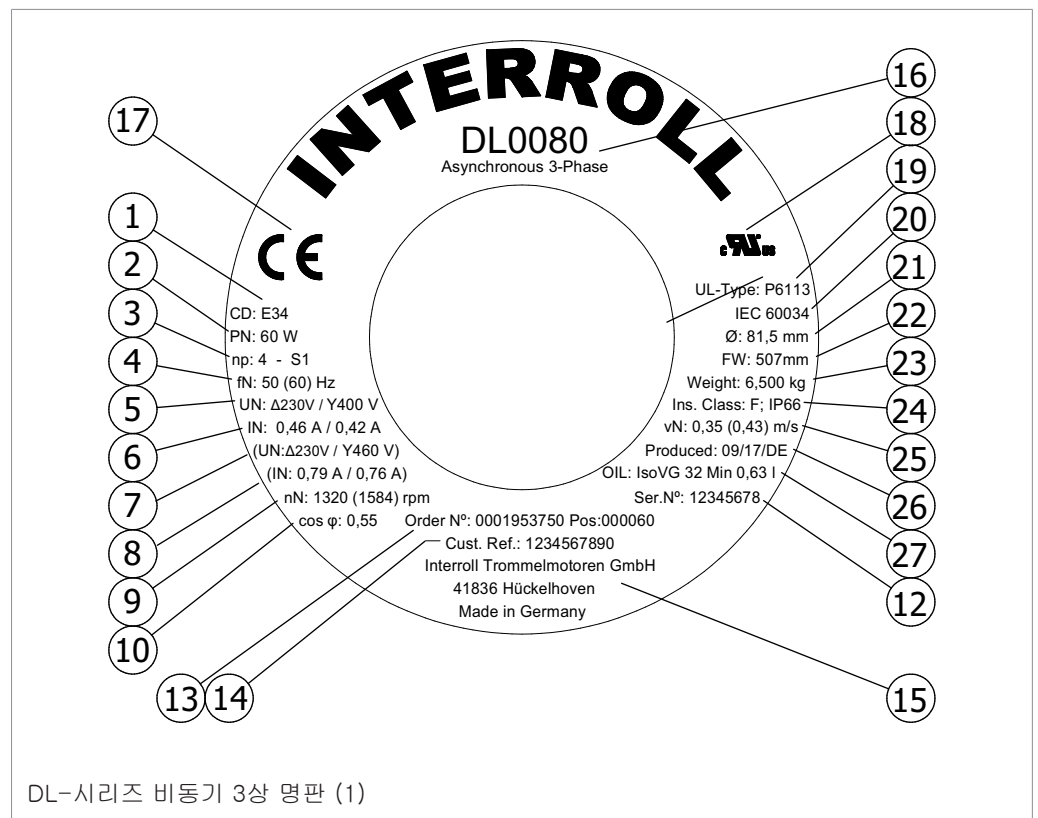 INTERROLL
DL0080
Asynchronous 3-Phase
CE
c UR us
CD: E34
PN: 60 W
np: 4 - S1
fN: 50 (60) Hz
UN: Δ230V / Y400 V
IN: 0,46 A / 0,42 A
(UN:Δ230V / Y460 V)
(IN: 0,79 A / 0,76 A)
nN: 1320 (1584) rpm
cos φ: 0,55
UL-Type: P6113
IEC 60034
Ø: 81,5 mm
FW: 507mm
Weight: 6,500 kg
Ins. Class: F; IP66
vN: 0,35 (0,43) m/s
Produced: 09/17/DE
OIL: IsoVG 32 Min 0,63 l
Ser.Nº: 12345678
Order Nº: 0001953750 Pos:000060
Cust. Ref.: 1234567890
Interroll Trommelmotoren GmbH
41836 Hückelhoven
Made in Germany
17
1
2
3
4
5
6
7
8
9
10
13
14
16
18
19
20
21
22
23
24
25
26
27
12
15
DL-시리즈 비동기 3상 명판 (1)